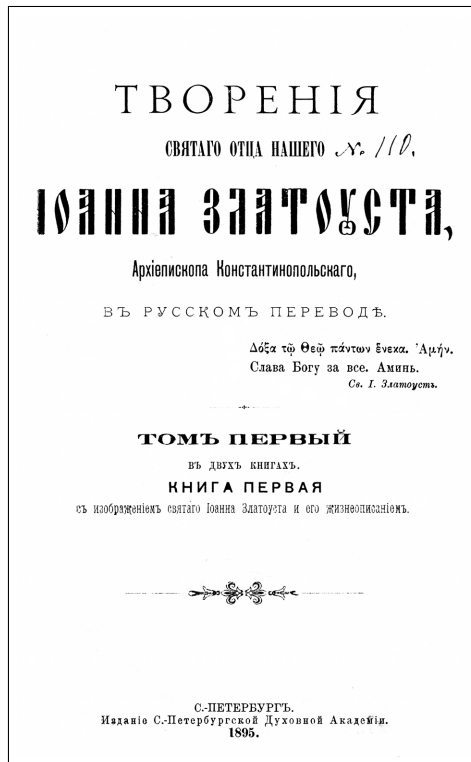 ТВОРЕНІЯ
СВЯТАГО ОТЦА НАШЕГО № 110.
ІОАННА ЗЛАТОꙋСТА,
Архіепископа Константинопольскаго,
ВЪ РУССКОМЪ ПЕРЕВОДѢ.
Δόξα τῷ Θεῷ πάντων ἕνεκα. Ἀμήν.
Слава Богу за все. Аминь.
Св. І. Златоустъ.
ТОМЪ ПЕРВЫЙ
ВЪ ДВУХЪ КНИГАХЪ.
КНИГА ПЕРВАЯ
съ изображеніемъ святаго Іоанна Златоуста и его жизнеописаніемъ.
С.-ПЕТЕРБУРГЪ.
Изданіе С.-Петербургской Духовной Академіи.
1895.